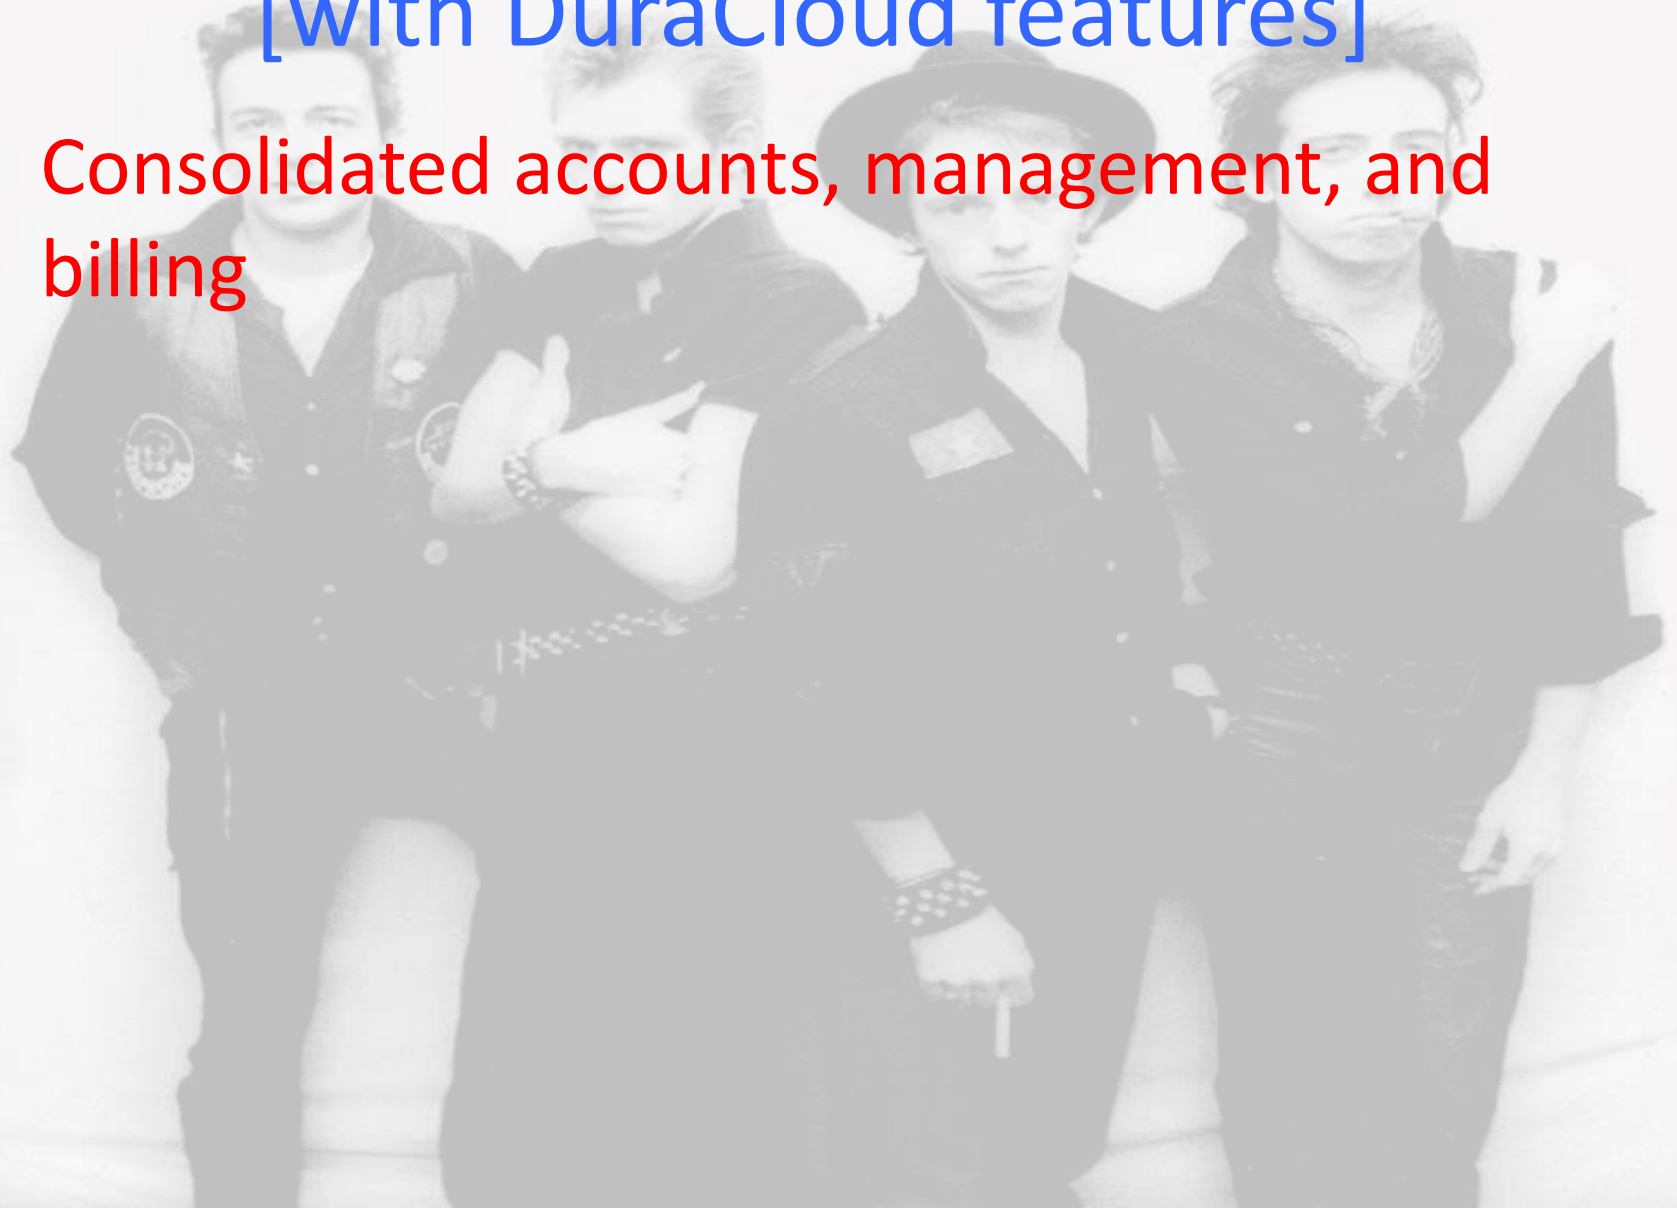 [with DuraCloud features]
Consolidated accounts, management, and
billing